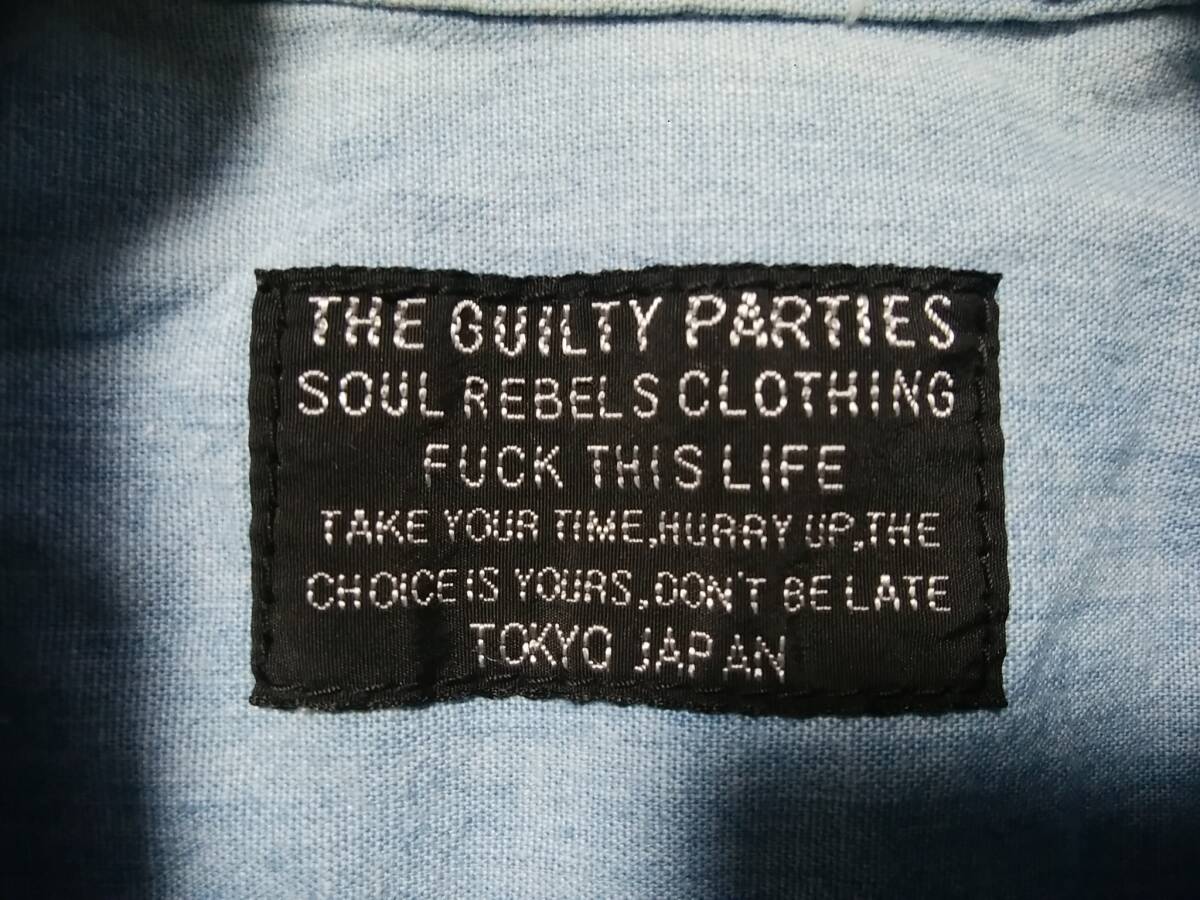 THE GUILTY PARTIES
SOUL REBELS CLOTHING
FUCK THIS LIFE
TAKE YOUR TIME,HURRY UP,THE
CHOICE IS YOURS,DON'T BE LATE
TOKYO JAPAN